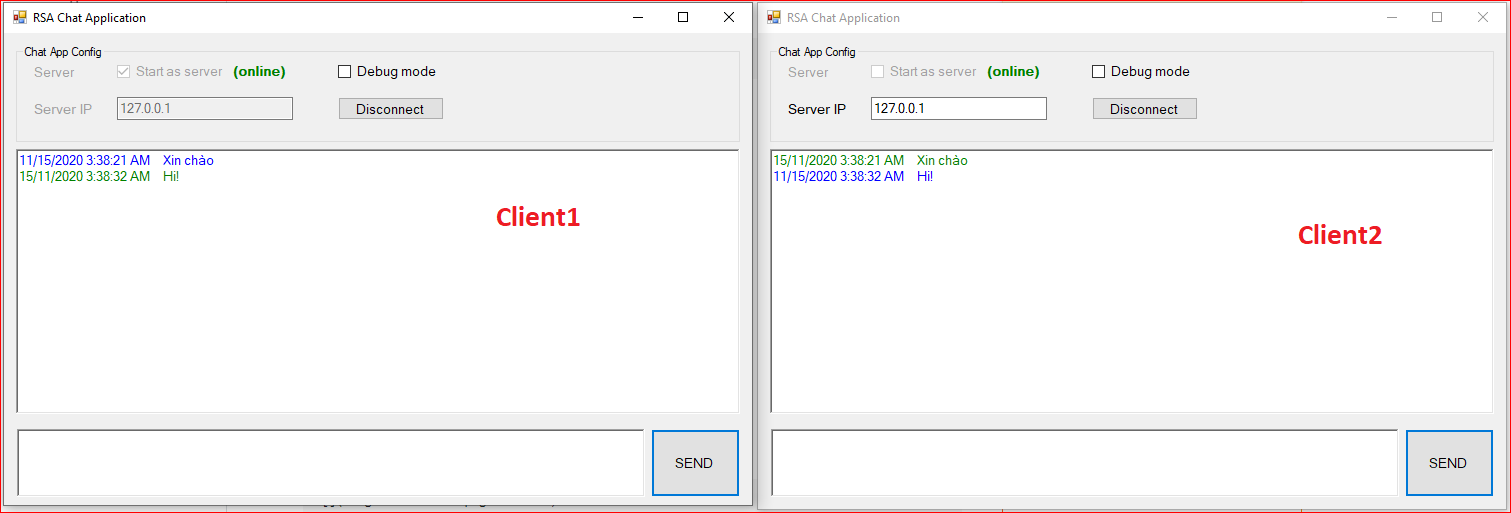 RSA Chat Application
Chat App Config
Server Start as server (online) Debug mode
Server IP 127.0.0.1 Disconnect
11/15/2020 3:38:21 AM Xin chào
15/11/2020 3:38:32 AM Hi!
Client1
SEND
RSA Chat Application
Chat App Config
Server Start as server (online) Debug mode
Server IP 127.0.0.1 Disconnect
15/11/2020 3:38:21 AM Xin chào
11/15/2020 3:38:32 AM Hi!
Client2
SEND